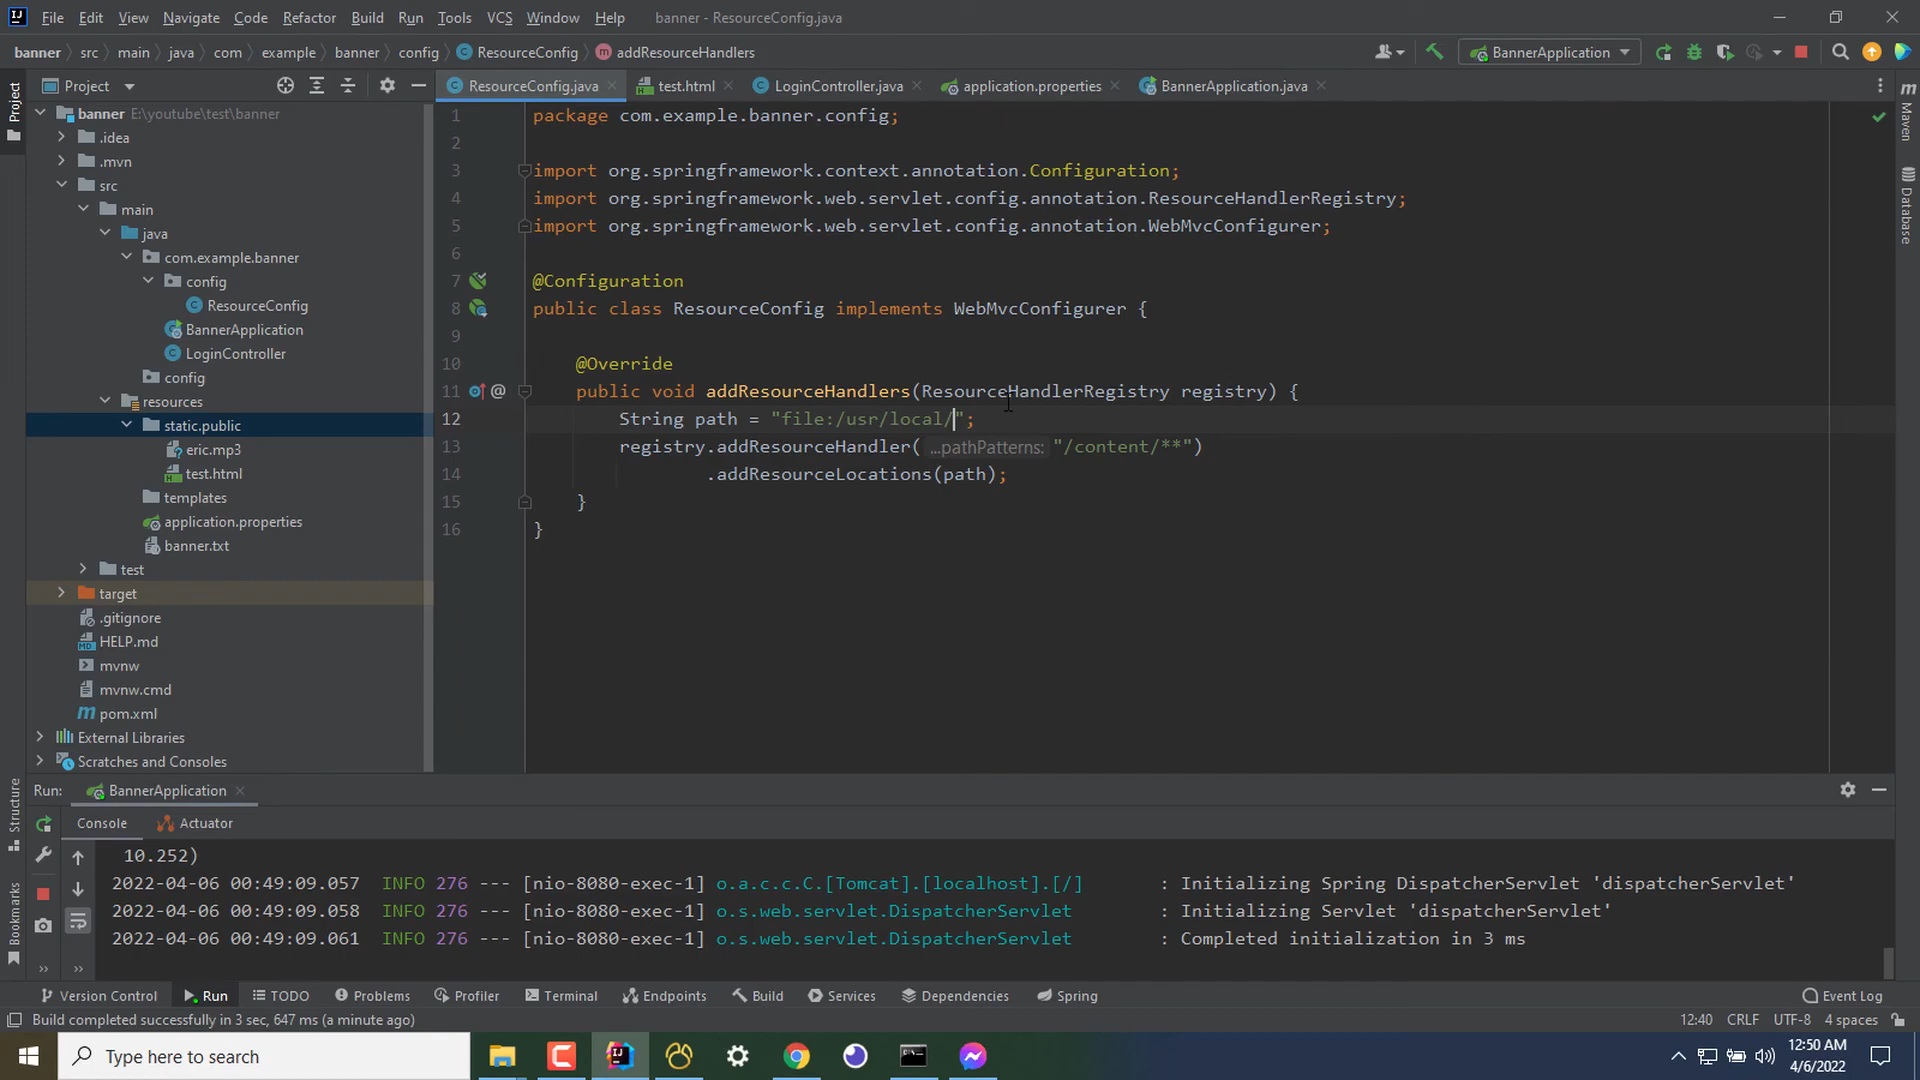 File Edit View Navigate Code Refactor Build Run Tools VCS Window Help banner - ResourceConfig.java
banner src main java com example banner config ResourceConfig addResourceHandlers BannerApplication
Project
ResourceConfig.java test.html LoginController.java application.properties BannerApplication.java
Project
Maven
Database
Structure
Bookmarks
banner E:\youtube\test\banner
.idea
.mvn
src
main
java
com.example.banner
config
ResourceConfig
BannerApplication
LoginController
config
resources
static.public
eric.mp3
test.html
templates
application.properties
banner.txt
test
target
.gitignore
HELP.md
mvnw
mvnw.cmd
pom.xml
External Libraries
Scratches and Consoles
1 package com.example.banner.config;
2
3 import org.springframework.context.annotation.Configuration;
4 import org.springframework.web.servlet.config.annotation.ResourceHandlerRegistry;
5 import org.springframework.web.servlet.config.annotation.WebMvcConfigurer;
6
7 @Configuration
8 public class ResourceConfig implements WebMvcConfigurer {
9
10 @Override
11 @ public void addResourceHandlers(ResourceHandlerRegistry registry) {
12 String path = "file:/usr/local/";
13 registry.addResourceHandler( ...pathPatterns: "/content/**")
14 .addResourceLocations(path);
15 }
16 }
Run: BannerApplication
Console Actuator
10.252)
2022-04-06 00:49:09.057 INFO 276 --- [nio-8080-exec-1] o.a.c.c.C.[Tomcat].[localhost].[/] : Initializing Spring DispatcherServlet 'dispatcherServlet'
2022-04-06 00:49:09.058 INFO 276 --- [nio-8080-exec-1] o.s.web.servlet.DispatcherServlet : Initializing Servlet 'dispatcherServlet'
2022-04-06 00:49:09.061 INFO 276 --- [nio-8080-exec-1] o.s.web.servlet.DispatcherServlet : Completed initialization in 3 ms
Version Control Run TODO Problems Profiler Terminal Endpoints Build Services Dependencies Spring Event Log
Build completed successfully in 3 sec, 647 ms (a minute ago) 12:40 CRLF UTF-8 4 spaces
Type here to search
12:50 AM
4/6/2022